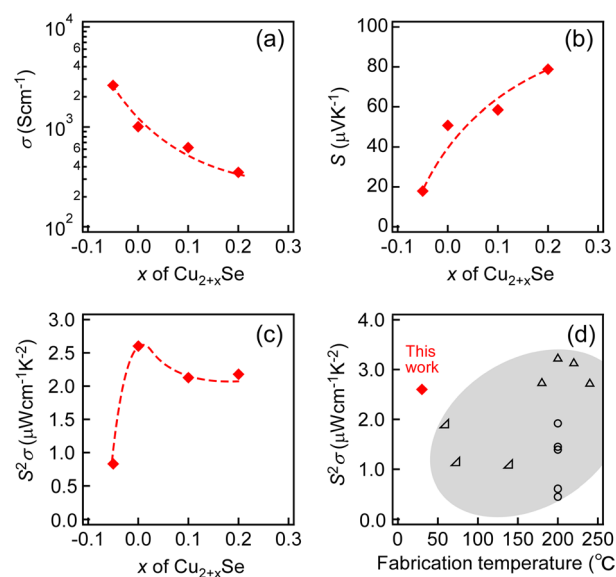 (a)
σ (Scm⁻¹)
10⁴
6
4
2
10³
6
4
2
10²
-0.1 0.0 0.1 0.2 0.3
x of Cu₂₊ₓSe
(b)
S (μVK⁻¹)
100
80
60
40
20
0
-0.1 0.0 0.1 0.2 0.3
x of Cu₂₊ₓSe
(c)
S²σ (μWcm⁻¹K⁻²)
3.0
2.5
2.0
1.5
1.0
0.5
0.0
-0.1 0.0 0.1 0.2 0.3
x of Cu₂₊ₓSe
(d)
This
work
S²σ (μWcm⁻¹K⁻²)
4.0
3.0
2.0
1.0
0.0
0 50 100 150 200 250
Fabrication temperature (°C